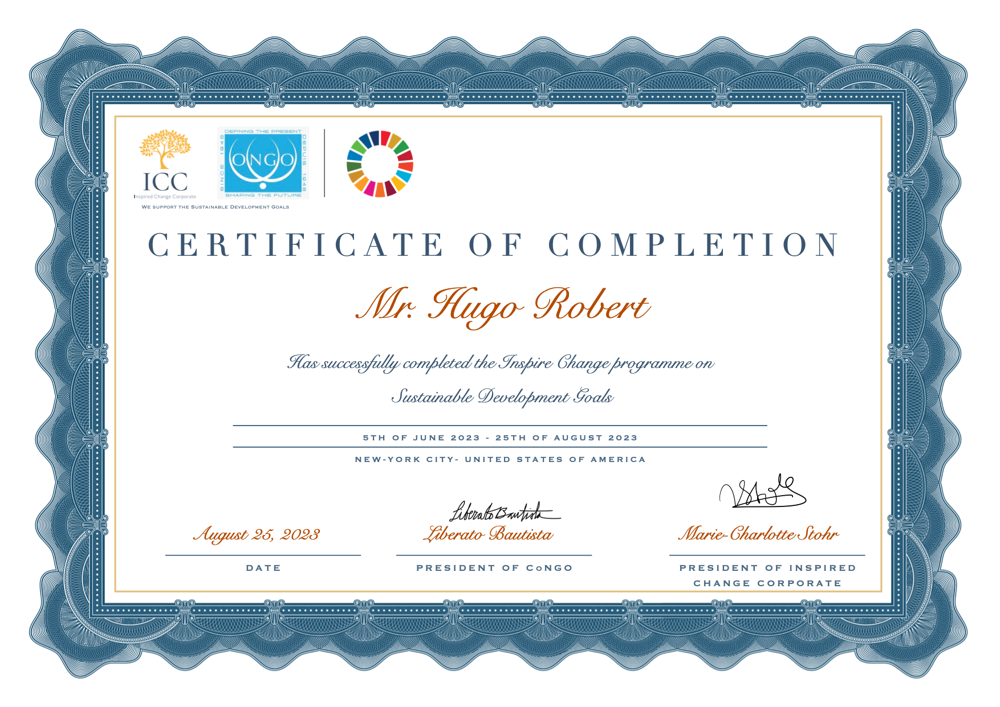 DEFINING THE PRESENT
SINCE 1948
ONGO
DEPUIS 1948
SHAPING THE FUTURE
ICC
Inspired Change Corporate
WE SUPPORT THE SUSTAINABLE DEVELOPMENT GOALS
CERTIFICATE OF COMPLETION
Mr. Hugo Robert
Has successfully completed the Inspire Change programme on
Sustainable Development Goals
5TH OF JUNE 2023 - 25TH OF AUGUST 2023
NEW-YORK CITY- UNITED STATES OF AMERICA
Liberato Bautista
August 25, 2023
Liberato Bautista
Marie-Charlotte Stohr
DATE
PRESIDENT OF CoNGO
PRESIDENT OF INSPIRED
CHANGE CORPORATE